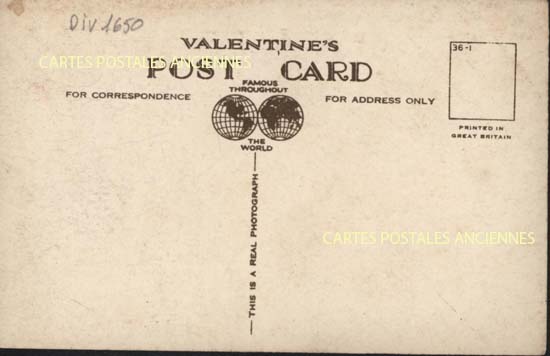 Div 1650
VALENTINE'S
CARTES POSTALES ANCIENNES
POST CARD
FAMOUS
THROUGHOUT
FOR CORRESPONDENCE
FOR ADDRESS ONLY
THE
WORLD
36-1
PRINTED IN
GREAT BRITAIN
THIS IS A REAL PHOTOGRAPH
CARTES POSTALES ANCIENNES